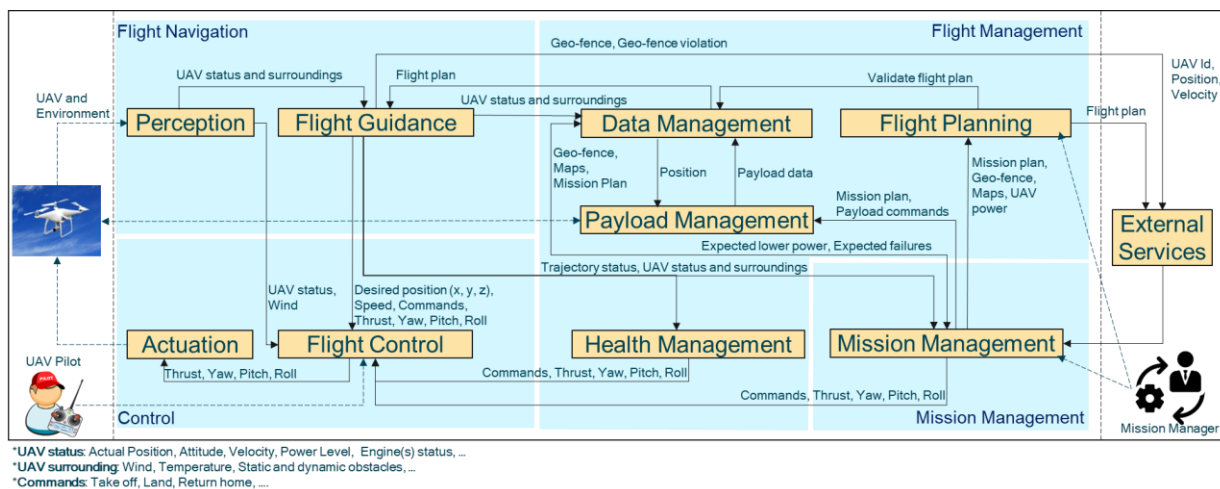 Flight Navigation
Flight Management
Geo-fence, Geo-fence violation
UAV status and surroundings
Flight plan
Validate flight plan
UAV Id,
Position,
Velocity
UAV status and surroundings
UAV and
Environment
Perception
Flight Guidance
Data Management
Flight Planning
Flight plan
Geo-fence,
Maps,
Mission Plan
Position
Payload data
Mission plan,
Geo-fence,
Maps, UAV
power
Mission plan,
Payload commands
Payload Management
External
Services
Expected lower power, Expected failures
Trajectory status, UAV status and surroundings
UAV status,
Wind
Desired position (x, y, z),
Speed, Commands,
Thrust, Yaw, Pitch, Roll
Actuation
Flight Control
Health Management
Mission Management
UAV Pilot
PILOT
Thrust, Yaw, Pitch, Roll
Commands, Thrust, Yaw, Pitch, Roll
Commands, Thrust, Yaw, Pitch, Roll
Control
Mission Management
Mission Manager
*UAV status: Actual Position, Attitude, Velocity, Power Level, Engine(s) status, ...
*UAV surrounding: Wind, Temperature, Static and dynamic obstacles, ...
*Commands: Take off, Land, Return home, ....